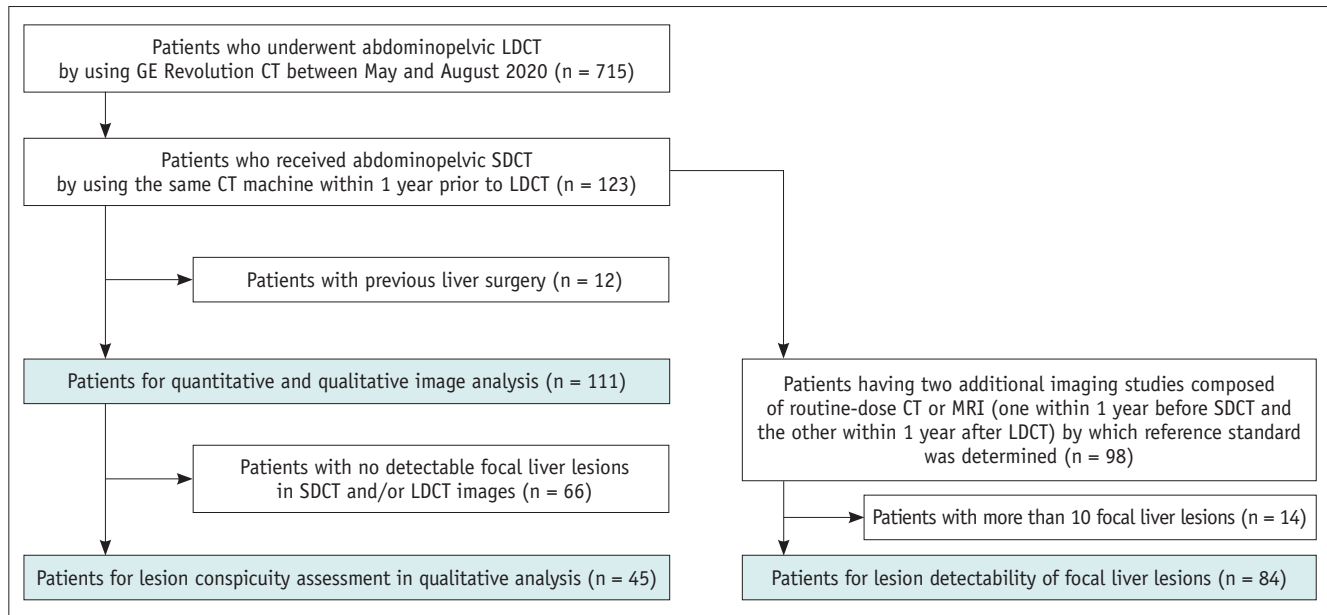 Patients who underwent abdominopelvic LDCT
by using GE Revolution CT between May and August 2020 (n = 715)
Patients who received abdominopelvic SDCT
by using the same CT machine within 1 year prior to LDCT (n = 123)
Patients with previous liver surgery (n = 12)
Patients for quantitative and qualitative image analysis (n = 111)
Patients with no detectable focal liver lesions
in SDCT and/or LDCT images (n = 66)
Patients for lesion conspicuity assessment in qualitative analysis (n = 45)
Patients having two additional imaging studies composed
of routine-dose CT or MRI (one within 1 year before SDCT and
the other within 1 year after LDCT) by which reference standard
was determined (n = 98)
Patients with more than 10 focal liver lesions (n = 14)
Patients for lesion detectability of focal liver lesions (n = 84)